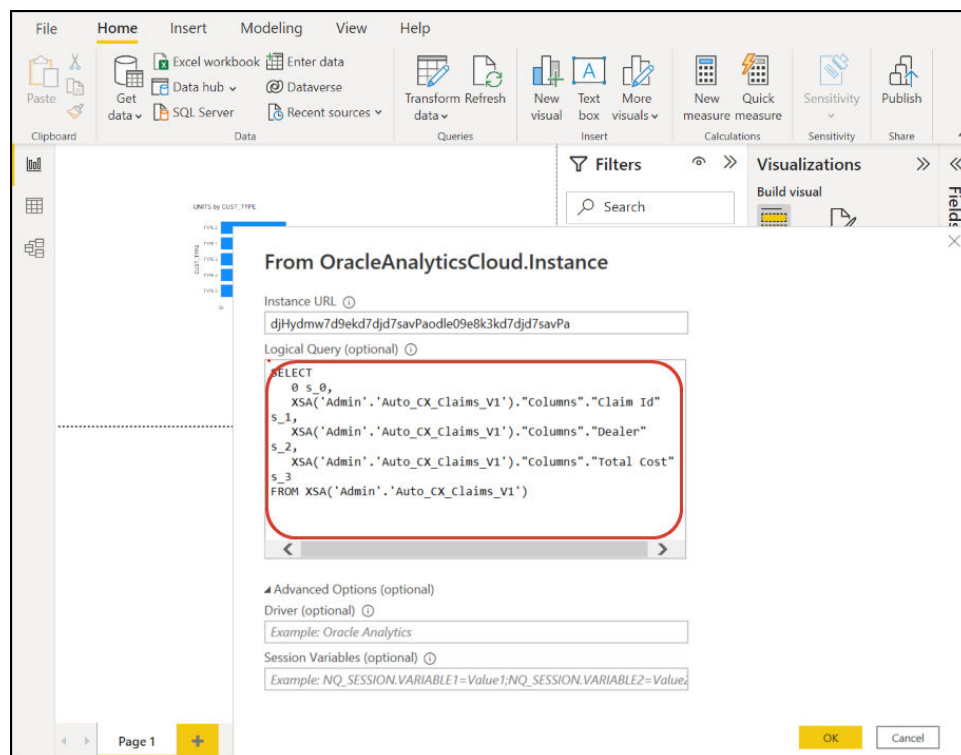 File Home Insert Modeling View Help
Paste
Clipboard
Get data
Excel workbook
Data hub
SQL Server
Enter data
Dataverse
Recent sources
Data
Transform data
Refresh
Queries
New visual
Text box
A
More visuals
Insert
New measure
Quick measure
Calculations
Sensitivity
Sensitivity
Publish
Share
Filters
Search
Visualizations
Build visual
Fields
UNITS by CUST_TYPE
CUST_TYPE
From OracleAnalyticsCloud.Instance
Instance URL
djHydmw7d9ekd7djd7savPaodle09e8k3kd7djd7savPa
Logical Query (optional)
SELECT
0 s_0,
XSA('Admin'.'Auto_CX_Claims_V1')."Columns"."Claim Id"
s_1,
XSA('Admin'.'Auto_CX_Claims_V1')."Columns"."Dealer"
s_2,
XSA('Admin'.'Auto_CX_Claims_V1')."Columns"."Total Cost"
s_3
FROM XSA('Admin'.'Auto_CX_Claims_V1')
Advanced Options (optional)
Driver (optional)
Example: Oracle Analytics
Session Variables (optional)
Example: NQ_SESSION.VARIABLE1=Value1;NQ_SESSION.VARIABLE2=Value2
Page 1
OK
Cancel